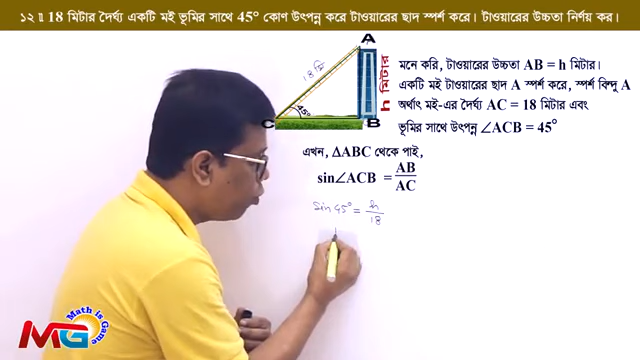 ১২ ॥ 18 মিটার দৈর্ঘ্য একটি মই ভূমির সাথে 45° কোণ উৎপন্ন করে টাওয়ারের ছাদ স্পর্শ করে। টাওয়ারের উচ্চতা নির্ণয় কর।
A
18 মি
h মিটার
45°
C
B
মনে করি, টাওয়ারের উচ্চতা AB = h মিটার।
একটি মই টাওয়ারের ছাদ A স্পর্শ করে, স্পর্শ বিন্দু A
অর্থাৎ মই-এর দৈর্ঘ্য AC = 18 মিটার এবং
ভূমির সাথে উৎপন্ন ∠ACB = 45°
এখন, ΔABC থেকে পাই,
sin∠ACB = AB/AC
sin 45° = h/18
MG
Math is Game